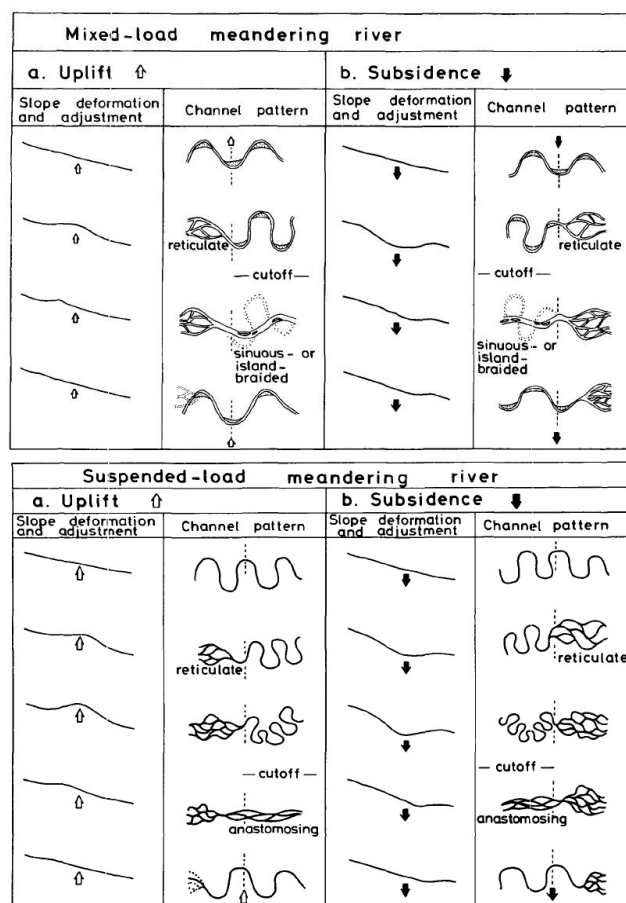 Mixed-load meandering river
a. Uplift ⇧
b. Subsidence ⬇
Slope deformation
and adjustment
Channel pattern
Slope deformation
and adjustment
Channel pattern
reticulate
reticulate
— cutoff —
— cutoff —
sinuous- or
island-
braided
sinuous- or
island-
braided
Suspended-load meandering river
a. Uplift ⇧
b. Subsidence ⬇
Slope deformation
and adjustment
Channel pattern
Slope deformation
and adjustment
Channel pattern
reticulate
reticulate
— cutoff —
— cutoff —
anastomosing
anastomosing